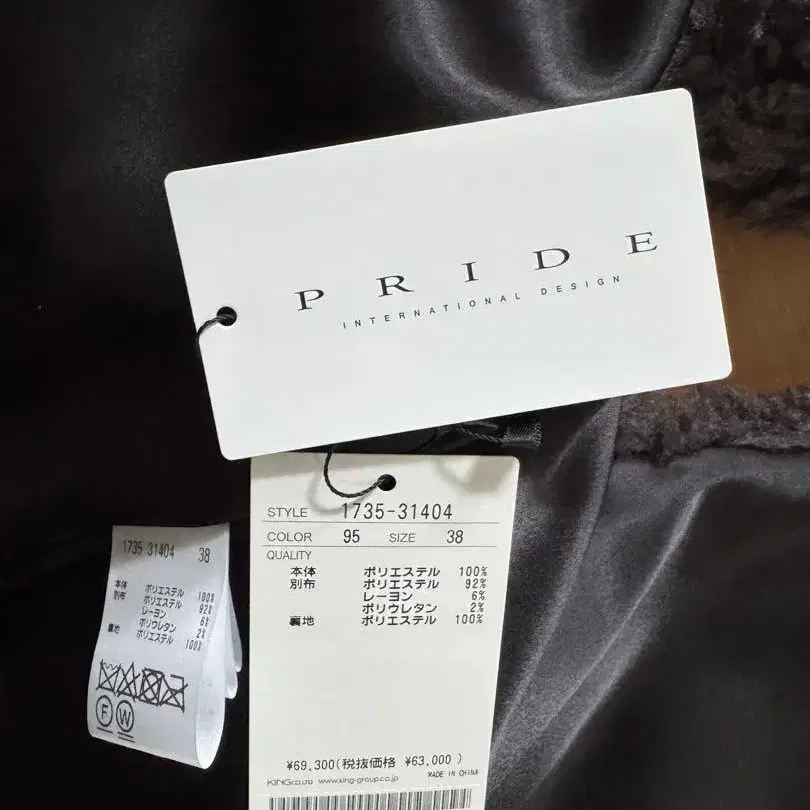 PRIDE
INTERNATIONAL DESIGN
STYLE 1735-31404
COLOR 95 SIZE 38
QUALITY
本体 ポリエステル 100%
別布 ポリエステル 92%
レーヨン 6%
ポリウレタン 2%
裏地 ポリエステル 100%
¥69,300(税抜価格 ¥63,000 )
KING co.,ltd. www.king-group.co.jp MADE IN CHINA
1735 31404 38
本体 ポリエステル 100%
別布 ポリエステル 92%
レーヨン 6%
ポリウレタン 2%
裏地 ポリエステル 100%
F W